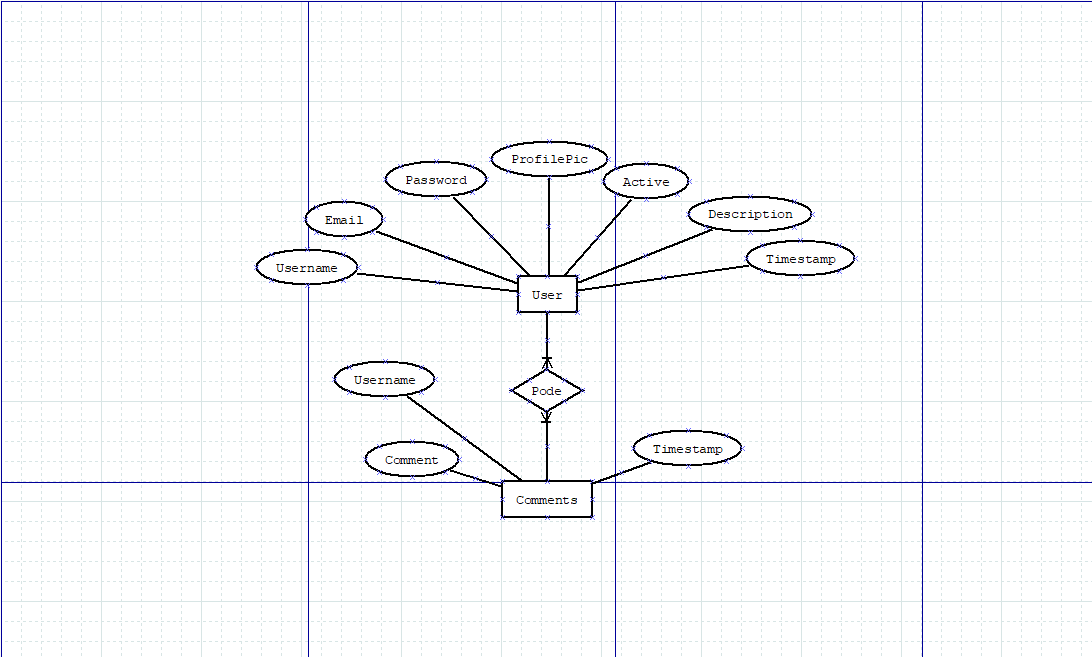 ProfilePic
Password
Active
Email
Description
Username
Timestamp
User
Username
Pode
Comment
Timestamp
Comments